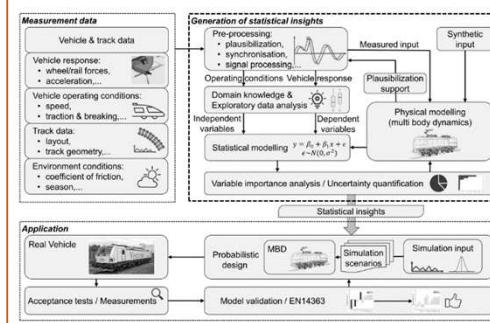 Measurement data
Vehicle & track data
Vehicle response:
• wheel/rail forces,
• acceleration,...
Vehicle operating conditions:
• speed,
• traction & breaking,...
Track data:
• layout,
• track geometry,...
Environment conditions:
• coefficient of friction,
• season,...
Generation of statistical insights
Pre-processing:
• plausibilization,
• synchronisation,
• signal processing,...
Measured input
Synthetic
input
Operating conditions Vehicle response
Plausibilization
support
Domain knowledge &
Exploratory data analysis
Physical modelling
(multi body dynamics)
Independent
variables
Dependent
variables
Statistical modelling
y = β₀ + β₁x + ϵ
ϵ~N(0, σ²)
Variable importance analysis / Uncertainty quantification
Statistical insights
Application
Real Vehicle
Probabilistic
design
MBD
Simulation
scenarios
Simulation input
Acceptance tests / Measurements
Model validation / EN14363